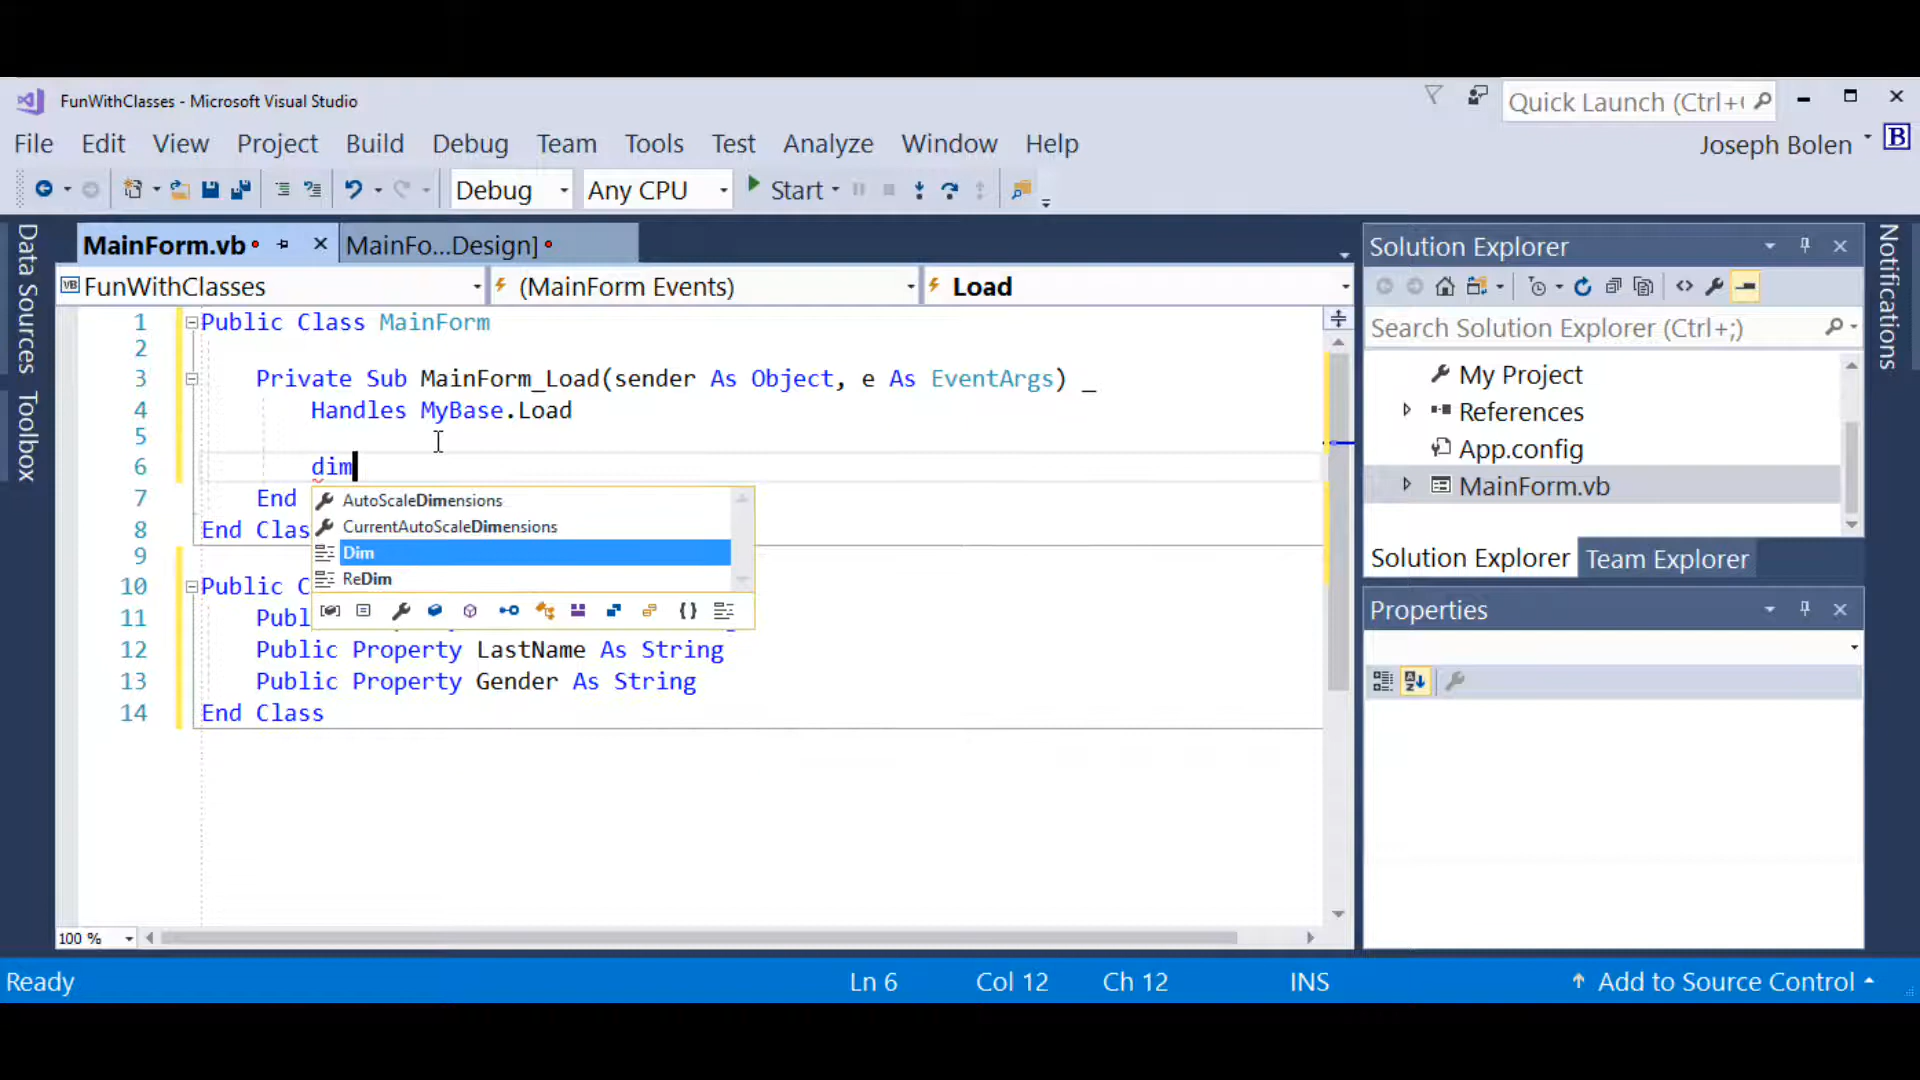 FunWithClasses - Microsoft Visual Studio
Quick Launch (Ctrl+
File Edit View Project Build Debug Team Tools Test Analyze Window Help
Joseph Bolen
B
Debug Any CPU Start
MainForm.vb MainFo...Design]
Data Sources
Toolbox
FunWithClasses (MainForm Events) Load
1 Public Class MainForm
2
3 Private Sub MainForm_Load(sender As Object, e As EventArgs) _
4 Handles MyBase.Load
5
6 dim
7 End
8 End Clas
9
10 Public C
11 Publ
12 Public Property LastName As String
13 Public Property Gender As String
14 End Class
AutoScaleDimensions
CurrentAutoScaleDimensions
Dim
ReDim
100 %
Solution Explorer
Search Solution Explorer (Ctrl+;)
My Project
References
App.config
MainForm.vb
Solution Explorer Team Explorer
Properties
Notifications
Ready Ln 6 Col 12 Ch 12 INS Add to Source Control